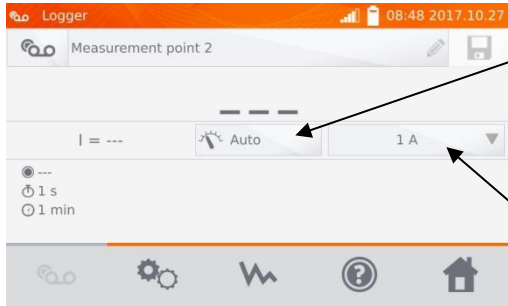 Logger 08:48 2017.10.27
Measurement point 2
---
I = --- Auto 1 A
---
1 s
1 min
?